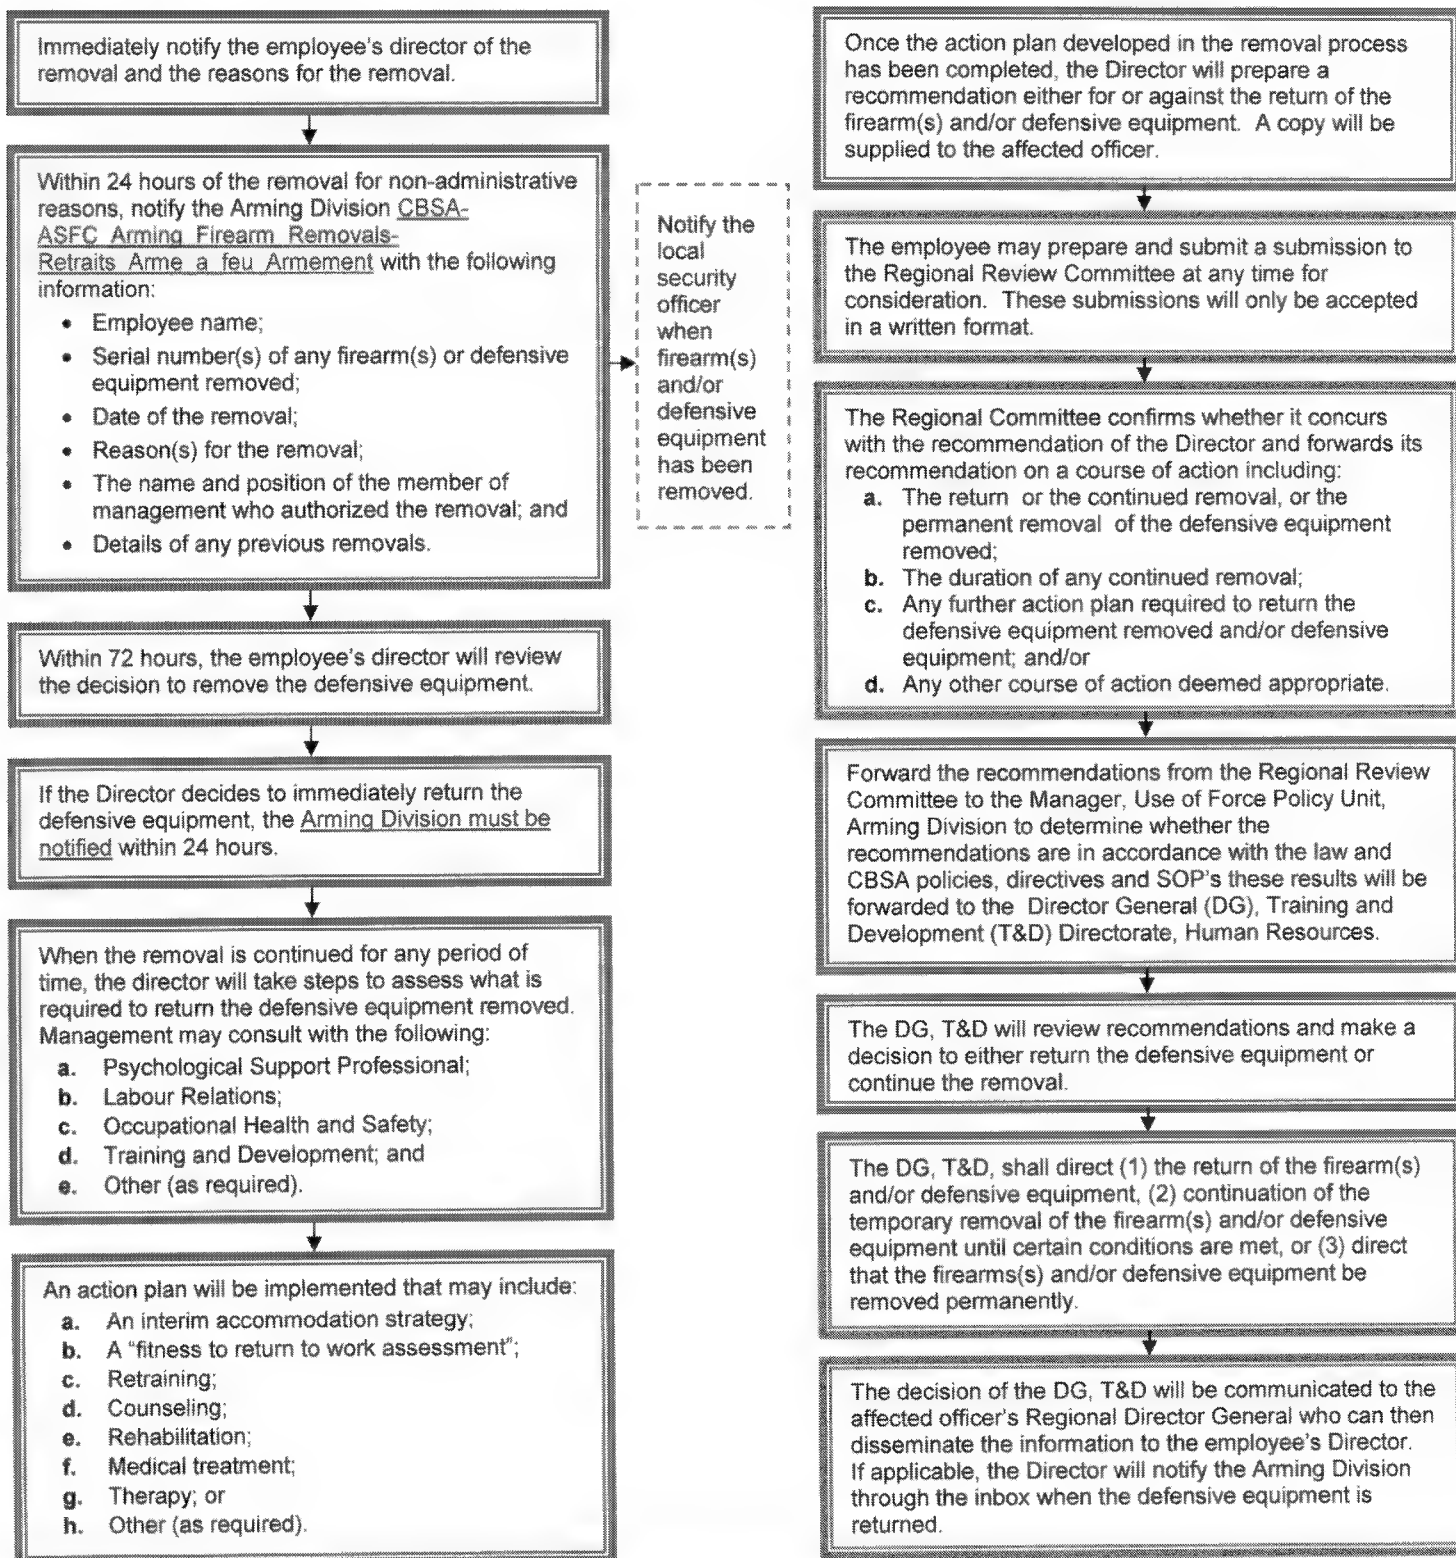 Immediately notify the employee's director of the
removal and the reasons for the removal.
Within 24 hours of the removal for non-administrative
reasons, notify the Arming Division CBSA-
ASFC Arming Firearm Removals-
Retraits Arme a feu Armement with the following
information:
• Employee name;
• Serial number(s) of any firearm(s) or defensive
equipment removed;
• Date of the removal;
• Reason(s) for the removal;
• The name and position of the member of
management who authorized the removal; and
• Details of any previous removals.
Notify the
local
security
officer
when
firearm(s)
and/or
defensive
equipment
has been
removed.
Within 72 hours, the employee's director will review
the decision to remove the defensive equipment.
If the Director decides to immediately return the
defensive equipment, the Arming Division must be
notified within 24 hours.
When the removal is continued for any period of
time, the director will take steps to assess what is
required to return the defensive equipment removed.
Management may consult with the following:
a. Psychological Support Professional;
b. Labour Relations;
c. Occupational Health and Safety;
d. Training and Development; and
e. Other (as required).
An action plan will be implemented that may include:
a. An interim accommodation strategy;
b. A "fitness to return to work assessment";
c. Retraining;
d. Counseling;
e. Rehabilitation;
f. Medical treatment;
g. Therapy; or
h. Other (as required).
Once the action plan developed in the removal process
has been completed, the Director will prepare a
recommendation either for or against the return of the
firearm(s) and/or defensive equipment. A copy will be
supplied to the affected officer.
The employee may prepare and submit a submission to
the Regional Review Committee at any time for
consideration. These submissions will only be accepted
in a written format.
The Regional Committee confirms whether it concurs
with the recommendation of the Director and forwards its
recommendation on a course of action including:
a. The return or the continued removal, or the
permanent removal of the defensive equipment
removed;
b. The duration of any continued removal;
c. Any further action plan required to return the
defensive equipment removed and/or defensive
equipment; and/or
d. Any other course of action deemed appropriate.
Forward the recommendations from the Regional Review
Committee to the Manager, Use of Force Policy Unit,
Arming Division to determine whether the
recommendations are in accordance with the law and
CBSA policies, directives and SOP's these results will be
forwarded to the Director General (DG), Training and
Development (T&D) Directorate, Human Resources.
The DG, T&D will review recommendations and make a
decision to either return the defensive equipment or
continue the removal.
The DG, T&D, shall direct (1) the return of the firearm(s)
and/or defensive equipment, (2) continuation of the
temporary removal of the firearm(s) and/or defensive
equipment until certain conditions are met, or (3) direct
that the firearms(s) and/or defensive equipment be
removed permanently.
The decision of the DG, T&D will be communicated to the
affected officer's Regional Director General who can then
disseminate the information to the employee's Director.
If applicable, the Director will notify the Arming Division
through the inbox when the defensive equipment is
returned.